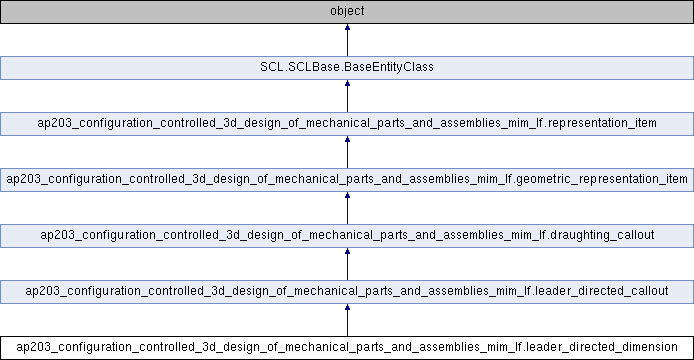 object
SCL.SCLBase.BaseEntityClass
ap203_configuration_controlled_3d_design_of_mechanical_parts_and_assemblies_mim_lf.representation_item
ap203_configuration_controlled_3d_design_of_mechanical_parts_and_assemblies_mim_lf.geometric_representation_item
ap203_configuration_controlled_3d_design_of_mechanical_parts_and_assemblies_mim_lf.draughting_callout
ap203_configuration_controlled_3d_design_of_mechanical_parts_and_assemblies_mim_lf.leader_directed_callout
ap203_configuration_controlled_3d_design_of_mechanical_parts_and_assemblies_mim_lf.leader_directed_dimension